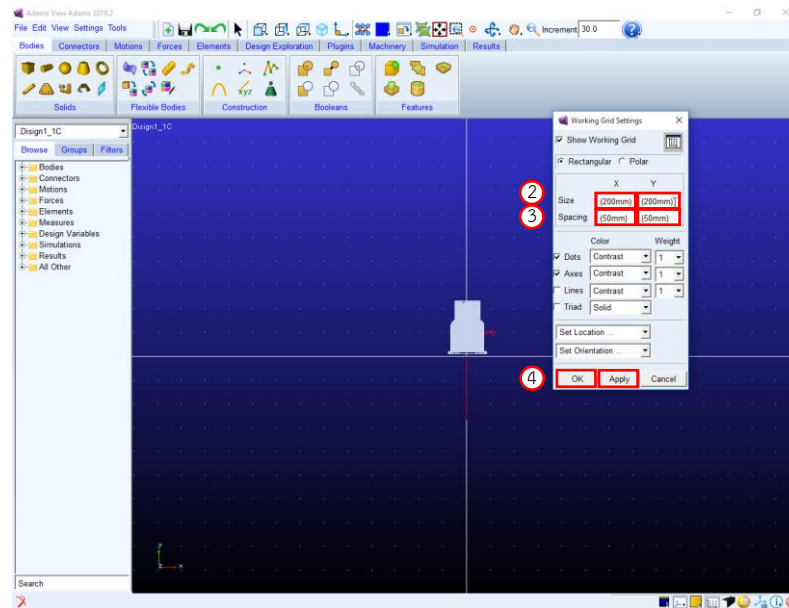 Adams View Adams 2019.2
File Edit View Settings Tools
Increment 30.0
Bodies Connectors Motions Forces Elements Design Exploration Plugins Machinery Simulation Results
xyz
Solids Flexible Bodies Construction Booleans Features
Disign1_1C
Browse Groups Filters
Bodies
Connectors
Motions
Forces
Elements
Measures
Design Variables
Simulations
Results
All Other
Search
Disign1_1C
y
z x
Working Grid Settings
Show Working Grid
Rectangular Polar
X Y
② Size (200mm) (200mm)
③ Spacing (50mm) (50mm)
Color Weight
Dots Contrast 1
Axes Contrast 1
Lines Contrast 1
Triad Solid
Set Location ...
Set Orientation ...
④ OK Apply Cancel